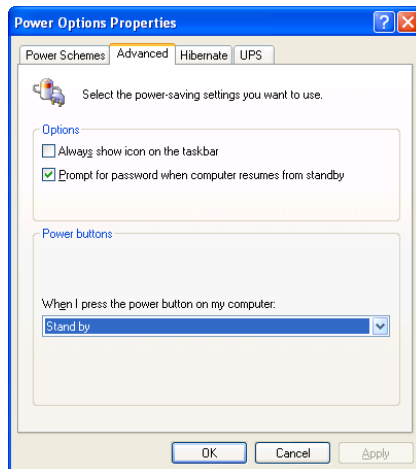 Power Options Properties
Power Schemes Advanced Hibernate UPS
Select the power-saving settings you want to use.
Options
Always show icon on the taskbar
Prompt for password when computer resumes from standby
Power buttons
When I press the power button on my computer:
Stand by
OK Cancel Apply